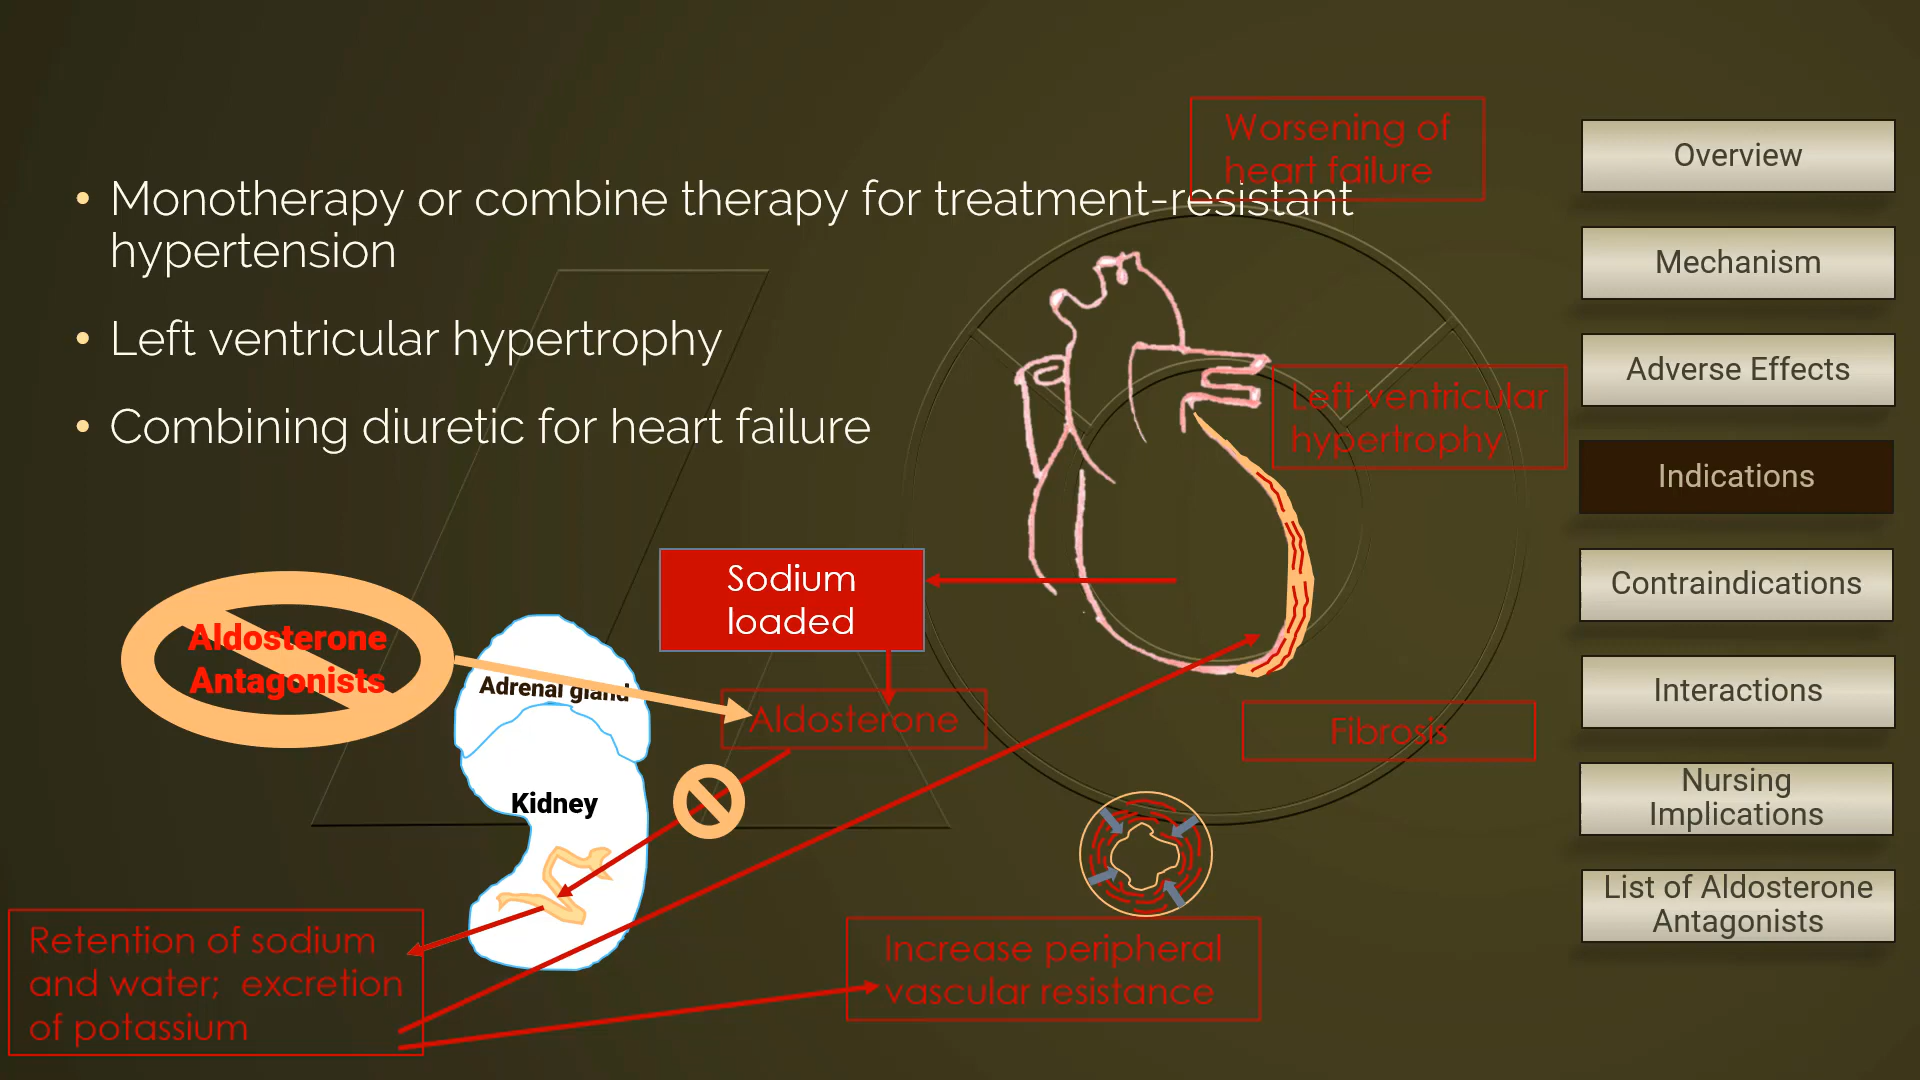 Worsening of
heart failure
• Monotherapy or combine therapy for treatment-resistant
hypertension
• Left ventricular hypertrophy
• Combining diuretic for heart failure
Left ventricular
hypertrophy
Sodium
loaded
Aldosterone
Antagonists
Adrenal gland
Aldosterone
Fibrosis
Kidney
Retention of sodium
and water;  excretion
of potassium
Increase peripheral
vascular resistance
Overview
Mechanism
Adverse Effects
Indications
Contraindications
Interactions
Nursing
Implications
List of Aldosterone
Antagonists